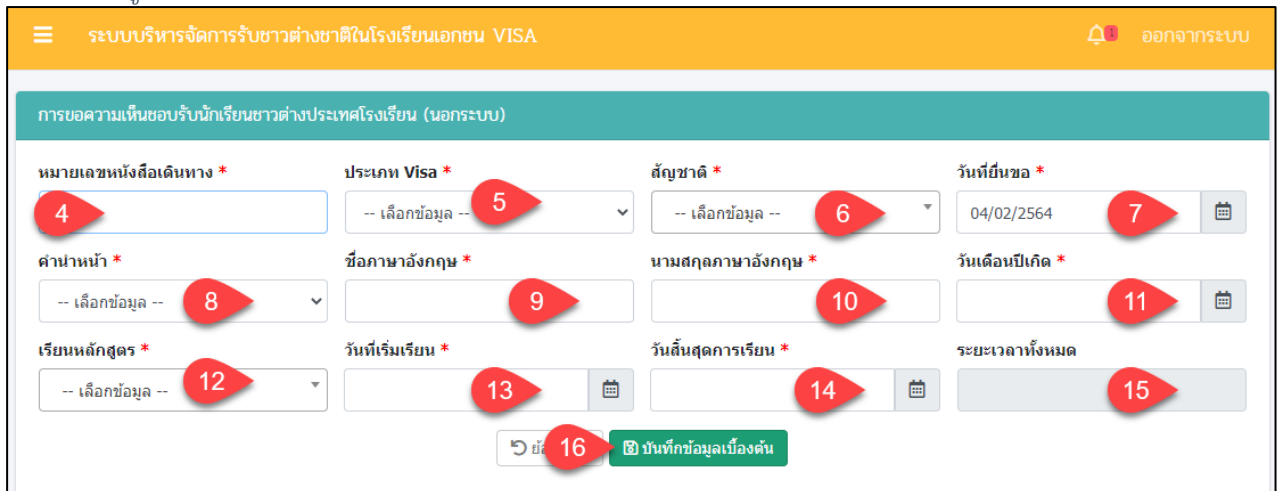 ระบบบริหารจัดการรับชาวต่างชาติในโรงเรียนเอกชน VISA 1 ออกจากระบบ
การขอความเห็นชอบรับนักเรียนชาวต่างประเทศโรงเรียน (นอกระบบ)
หมายเลขหนังสือเดินทาง * ประเภท Visa * สัญชาติ * วันที่ยื่นขอ *
4 -- เลือกข้อมูล -- 5 -- เลือกข้อมูล -- 6 04/02/2564 7
คำนำหน้า * ชื่อภาษาอังกฤษ * นามสกุลภาษาอังกฤษ * วันเดือนปีเกิด *
-- เลือกข้อมูล -- 8 9 10 11
เรียนหลักสูตร * วันที่เริ่มเรียน * วันสิ้นสุดการเรียน * ระยะเวลาทั้งหมด
-- เลือกข้อมูล -- 12 13 14 15
16 บันทึกข้อมูลเบื้องต้น